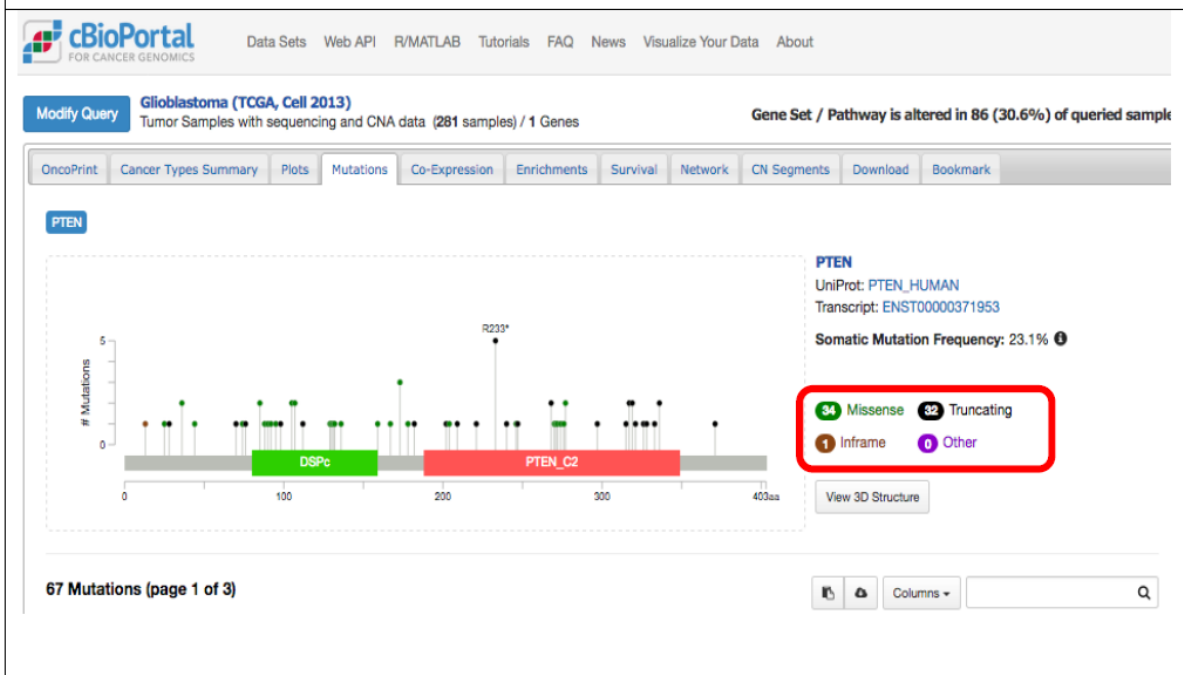 cBioPortal
FOR CANCER GENOMICS
Data Sets Web API R/MATLAB Tutorials FAQ News Visualize Your Data About
Modify Query
Glioblastoma (TCGA, Cell 2013)
Tumor Samples with sequencing and CNA data (281 samples) / 1 Genes
Gene Set / Pathway is altered in 86 (30.6%) of queried sample
OncoPrint Cancer Types Summary Plots Mutations Co-Expression Enrichments Survival Network CN Segments Download Bookmark
PTEN
PTEN
UniProt: PTEN_HUMAN
Transcript: ENST00000371953
Somatic Mutation Frequency: 23.1%
R233*
5
# Mutations
0
DSPc PTEN_C2
0 100 200 300 403aa
34 Missense 32 Truncating
1 Inframe 0 Other
View 3D Structure
67 Mutations (page 1 of 3)
Columns